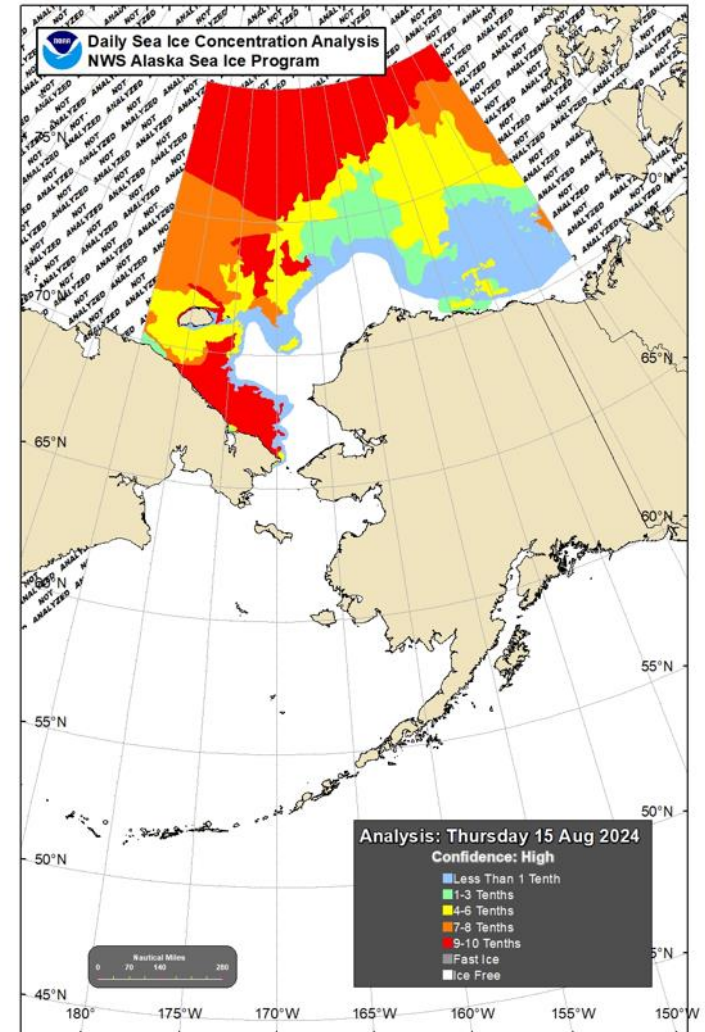 noaa
Daily Sea Ice Concentration Analysis
NWS Alaska Sea Ice Program
NOT ANALYZED
75°N
70°N
70°N
65°N
65°N
60°N
60°N
55°N
55°N
50°N
50°N
5°N
45°N
Analysis: Thursday 15 Aug 2024
Confidence: High
Less Than 1 Tenth
1-3 Tenths
4-6 Tenths
7-8 Tenths
9-10 Tenths
Fast Ice
Ice Free
Nautical Miles
0 70 140 280
180° 175°W 170°W 165°W 160°W 155°W 150°W